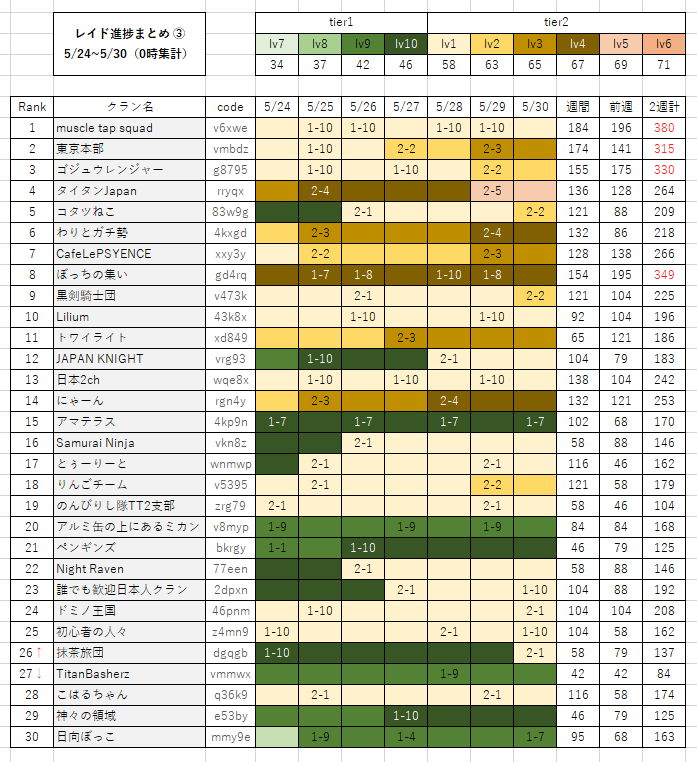 レイド進捗まとめ ③
5/24~5/30（0時集計）
tier1 tier2
lv7 lv8 lv9 lv10 lv1 lv2 lv3 lv4 lv5 lv6
34 37 42 46 58 63 65 67 69 71
Rank クラン名 code 5/24 5/25 5/26 5/27 5/28 5/29 5/30 週間 前週 2週計
1 muscle tap squad v6xwe 1-10 1-10 1-10 1-10 184 196 380
2 東京本部 vmbdz 1-10 2-2 2-3 174 141 315
3 ゴジュウレンジャー g8795 1-10 1-10 2-2 155 175 330
4 タイタンJapan rryqx 2-4 2-5 136 128 264
5 コタツねこ 83w9g 2-1 2-2 121 88 209
6 わりとガチ勢 4kxgd 2-3 2-4 132 86 218
7 CafeLePSYENCE xxy3y 2-2 2-3 128 138 266
8 ぼっちの集い gd4rq 1-7 1-8 1-10 1-8 154 195 349
9 黒剣騎士団 v473k 2-1 2-2 121 104 225
10 Lilium 43k8x 1-10 1-10 92 104 196
11 トワイライト xd849 2-3 65 121 186
12 JAPAN KNIGHT vrg93 1-10 2-1 104 79 183
13 日本2ch wqe8x 1-10 1-10 1-10 138 104 242
14 にゃーん rgn4y 2-3 2-4 132 121 253
15 アマテラス 4kp9n 1-7 1-7 1-7 1-7 102 68 170
16 Samurai Ninja vkn8z 2-1 58 88 146
17 とぅーりーと wnmwp 2-1 2-1 116 46 162
18 りんごチーム v5395 2-1 2-2 121 58 179
19 のんびりし隊TT2支部 zrg79 2-1 2-1 58 46 104
20 アルミ缶の上にあるミカン v8myp 1-9 1-9 1-9 84 84 168
21 ペンギンズ bkrgy 1-1 1-10 46 79 125
22 Night Raven 77een 2-1 58 88 146
23 誰でも歓迎日本人クラン 2dpxn 2-1 1-10 104 88 192
24 ドミノ王国 46pnm 1-10 2-1 104 104 208
25 初心者の人々 z4mn9 1-10 2-1 1-10 104 58 162
26 ↑ 抹茶旅団 dgqgb 1-10 2-1 58 79 137
27 ↓ TitanBasherz vmmwx 1-9 42 42 84
28 こはるちゃん q36k9 2-1 2-1 116 58 174
29 神々の領域 e53by 1-10 46 79 125
30 日向ぼっこ mmy9e 1-9 1-4 1-7 95 68 163